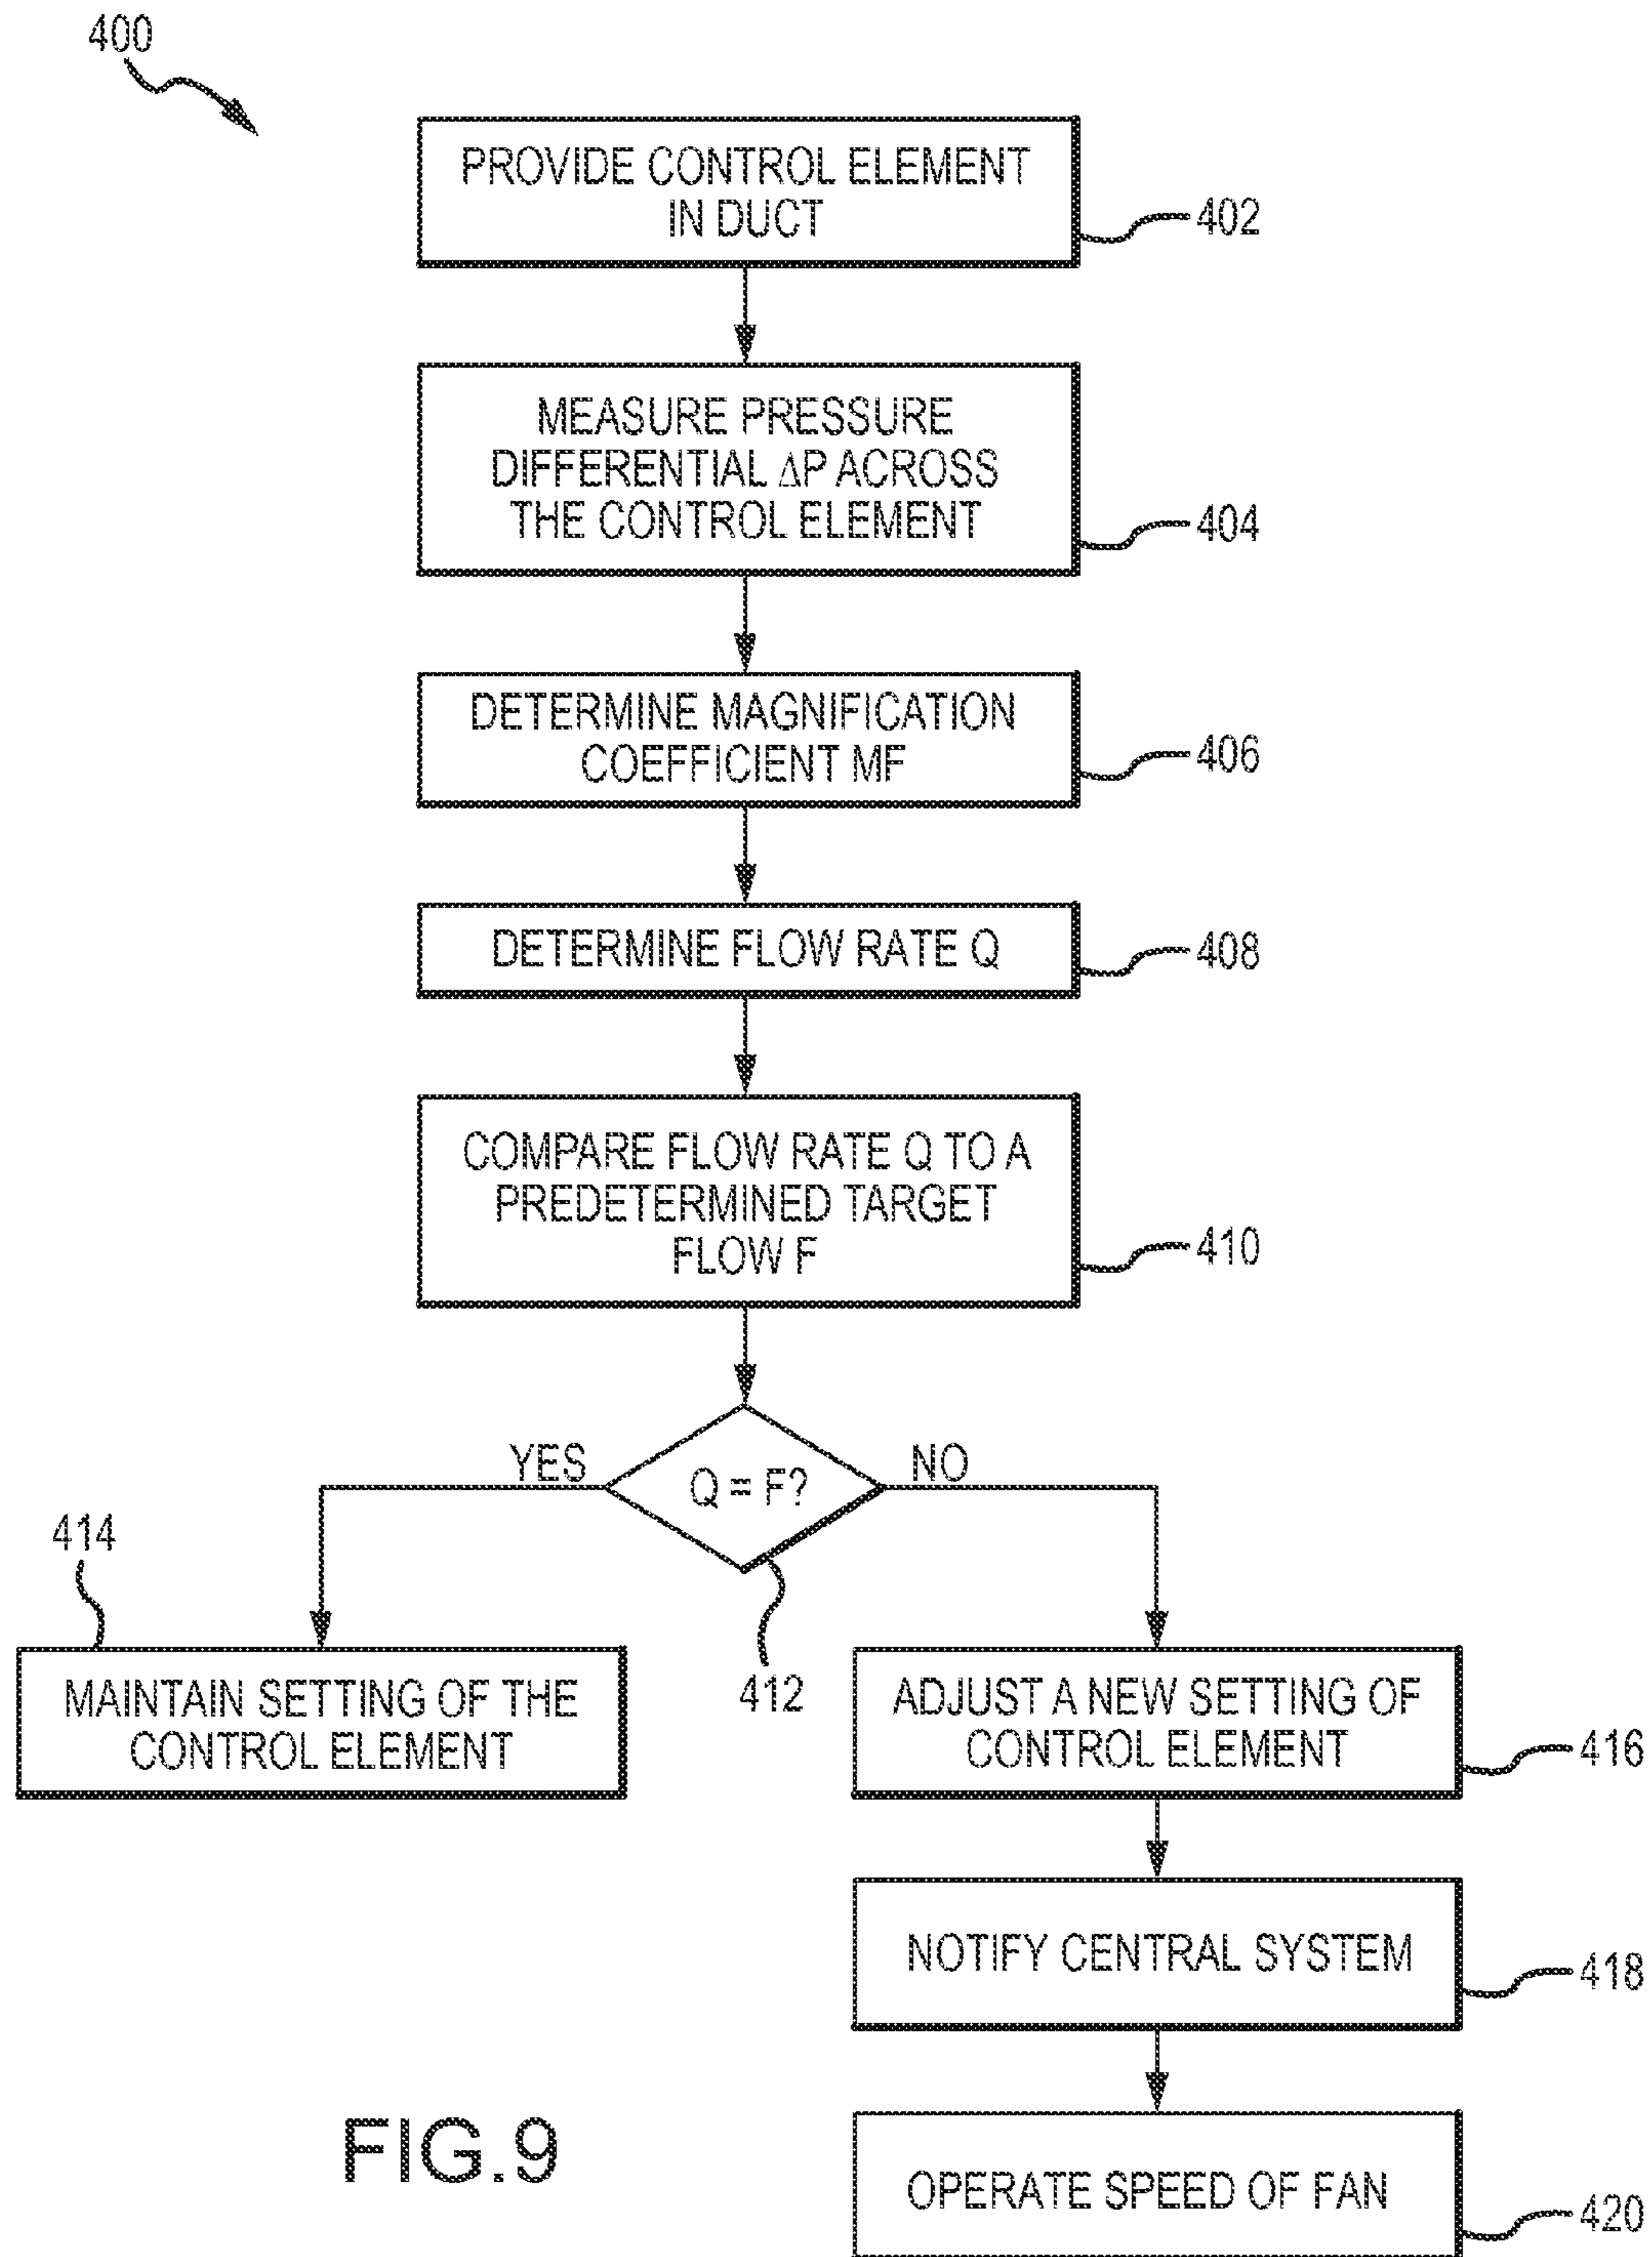 400
PROVIDE CONTROL ELEMENT
IN DUCT
402
MEASURE PRESSURE
DIFFERENTIAL ΔP ACROSS
THE CONTROL ELEMENT
404
DETERMINE MAGNIFICATION
COEFFICIENT MF
406
DETERMINE FLOW RATE Q
408
COMPARE FLOW RATE Q TO A
PREDETERMINED TARGET
FLOW F
410
YES
Q = F?
NO
412
414
MAINTAIN SETTING OF THE
CONTROL ELEMENT
ADJUST A NEW SETTING OF
CONTROL ELEMENT
416
NOTIFY CENTRAL SYSTEM
418
OPERATE SPEED OF FAN
420
FIG.9